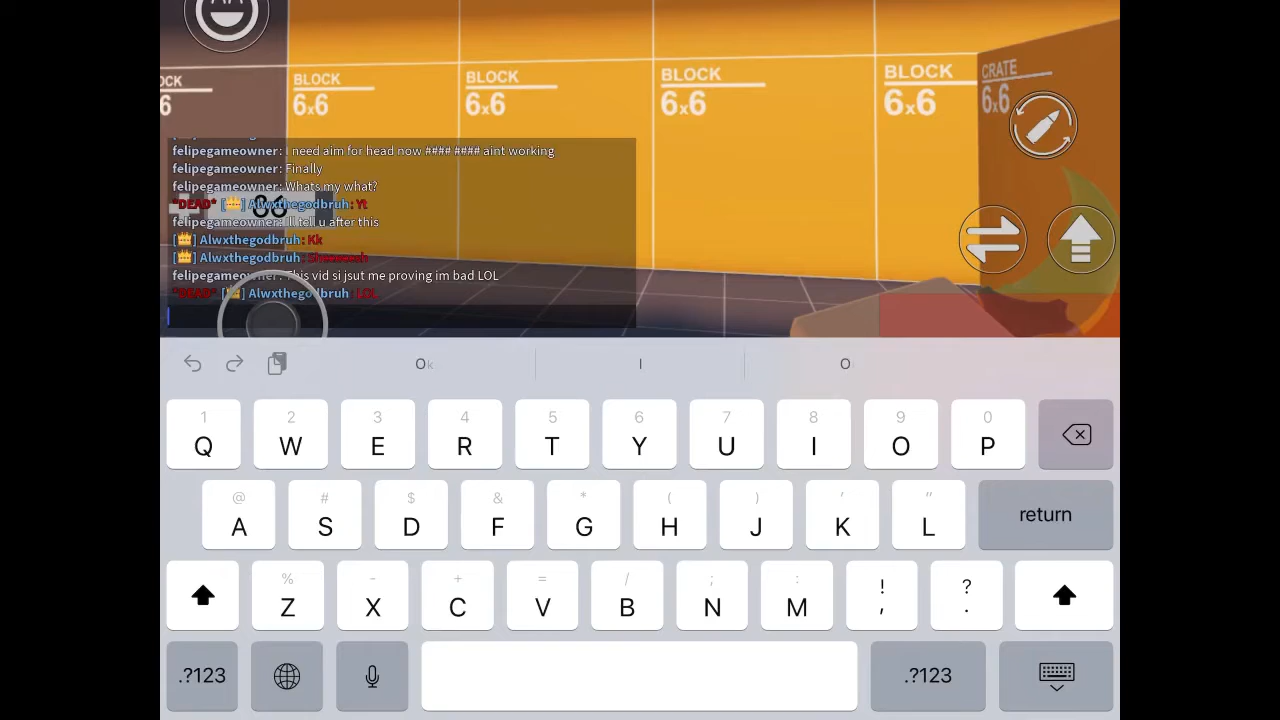 BLOCK BLOCK BLOCK BLOCK CRATE
6x6 6x6 6x6 6x6 6x6
felipegameowner: I need aim for head now #### #### aint working
felipegameowner: Finally
felipegameowner: Whats my what?
*DEAD* [👑] Alwxthegodbruh: Yt
felipegameowner: Ill tell u after this
[👑] Alwxthegodbruh: Kk
[👑] Alwxthegodbruh:
felipegameowner: This vid si jsut me proving im bad LOL
*DEAD* [👑] Alwxthegodbruh: LOL
Ok I O
1 2 3 4 5 6 7 8 9 0
Q W E R T Y U I O P
@ # $ & * ( ) ' "
A S D F G H J K L return
% - + = / ; : ! ?
Z X C V B N M , .
.?123 .?123